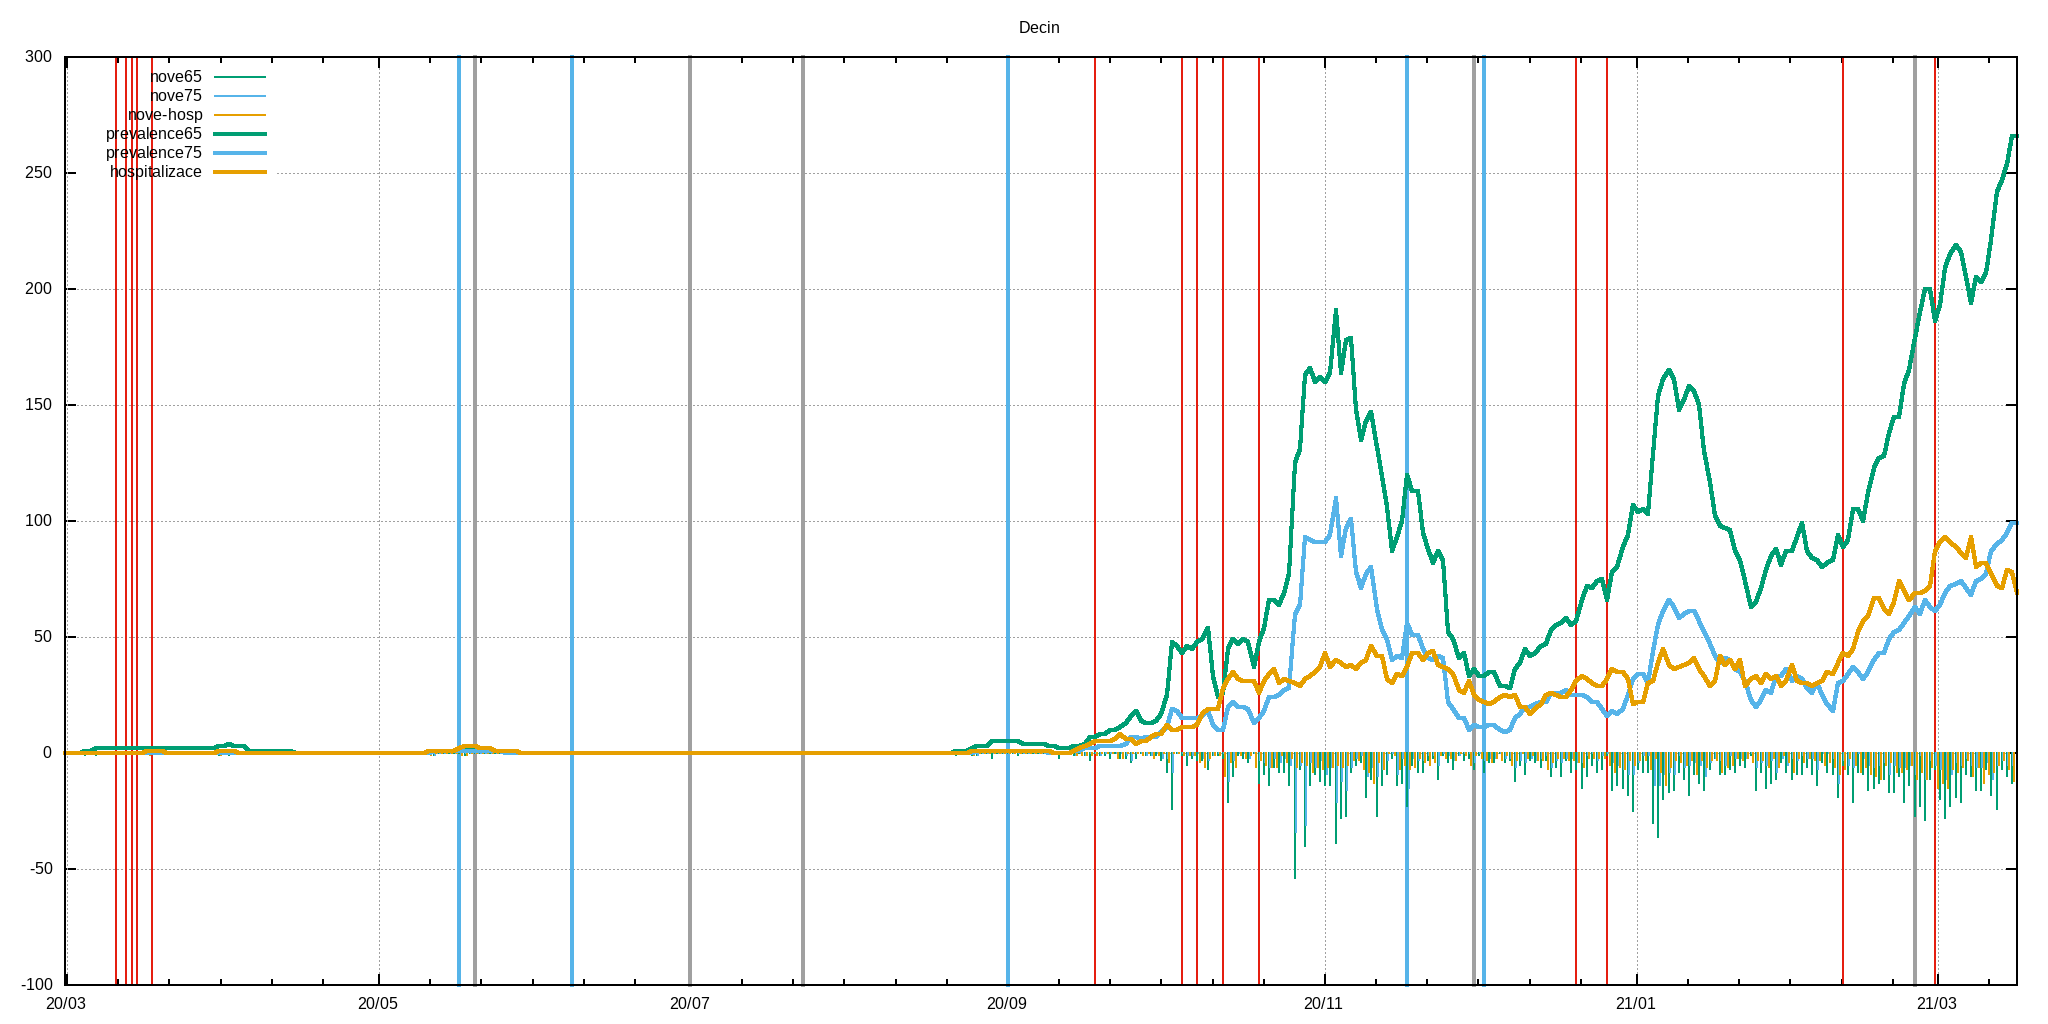 Decin
300
nove65
nove75
nove-hosp
prevalence65
prevalence75
hospitalizace
250
200
150
100
50
0
-50
-100
20/03 20/05 20/07 20/09 20/11 21/01 21/03